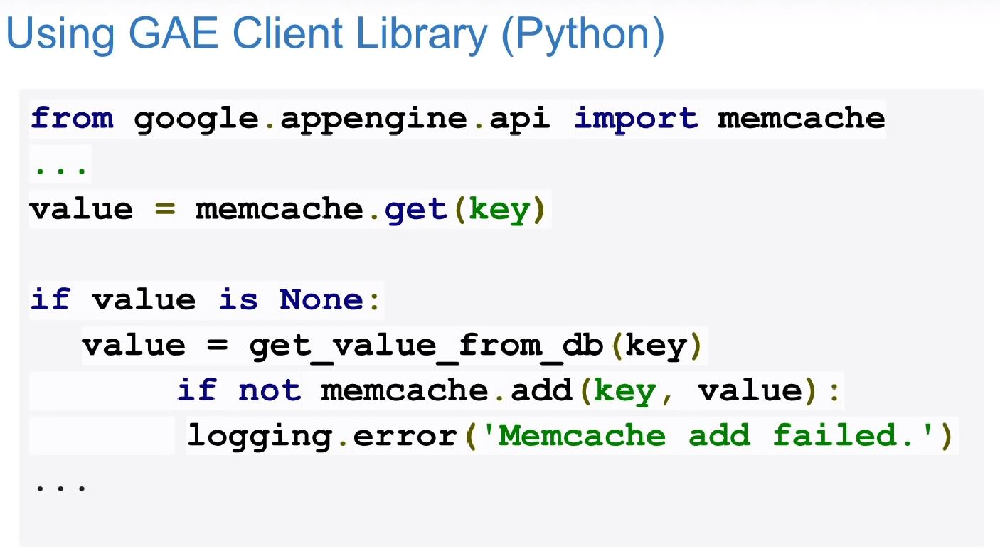 Using GAE Client Library (Python)
from google.appengine.api import memcache
...
value = memcache.get(key)
if value is None:
value = get_value_from_db(key)
if not memcache.add(key, value):
logging.error('Memcache add failed.')
...